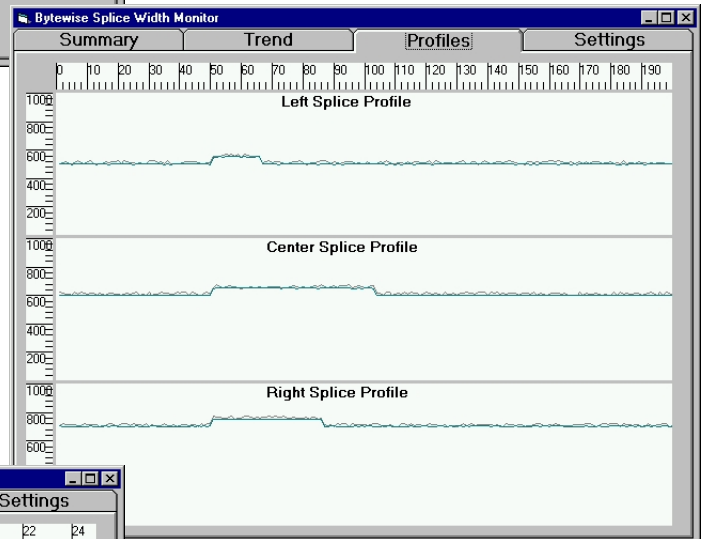 Bytewise Splice Width Monitor
Summary Trend Profiles Settings
0 10 20 30 40 50 60 70 80 90 100 110 120 130 140 150 160 170 180 190
Left Splice Profile
1000
800
600
400
200
Center Splice Profile
1000
800
600
400
200
Right Splice Profile
1000
800
600
Settings
22 24